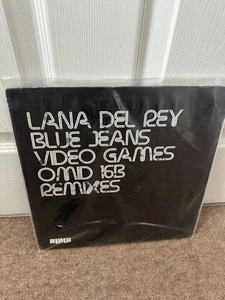 LANA DEL REY
BLUE JEANS
VIDEO GAMES
OMID 16B
REMIXES